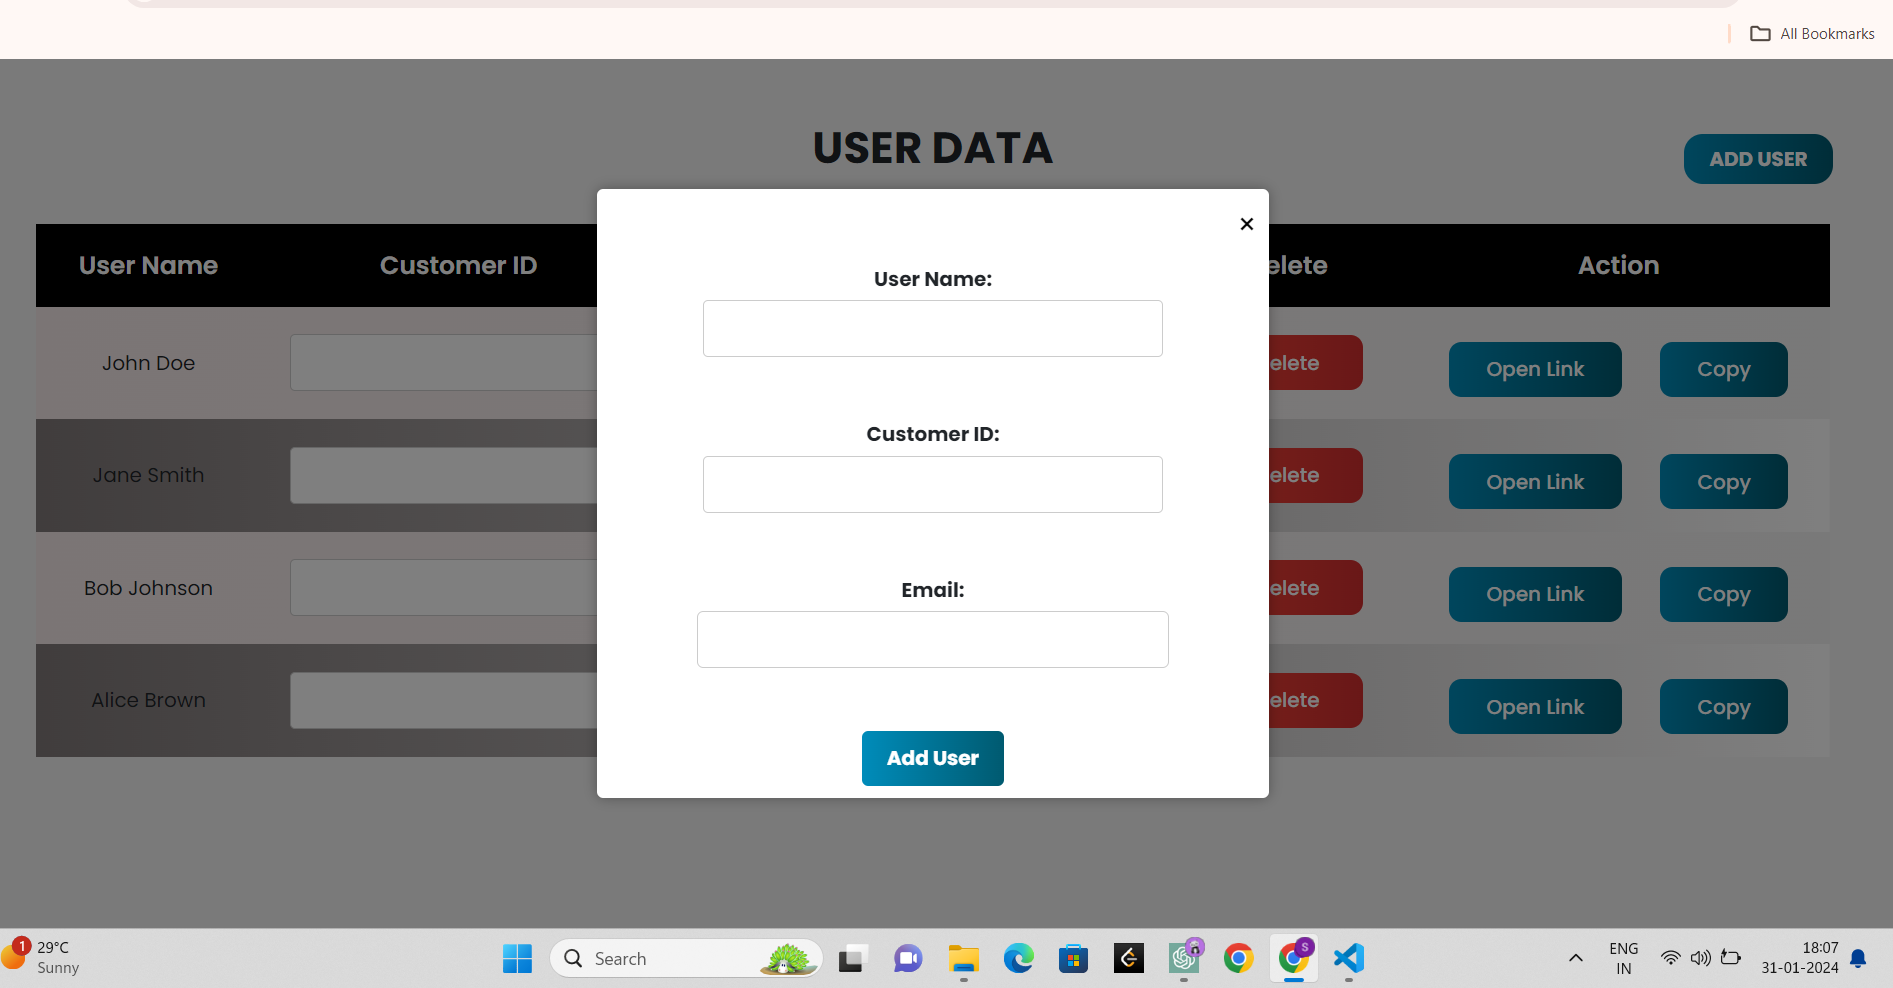 All Bookmarks
USER DATA
ADD USER
User Name Customer ID elete Action
×
User Name:
John Doe elete Open Link Copy
Customer ID:
Jane Smith elete Open Link Copy
Email:
Bob Johnson elete Open Link Copy
Alice Brown elete Open Link Copy
Add User
1
29°C
Sunny
Search
S
ENG
IN
18:07
31-01-2024